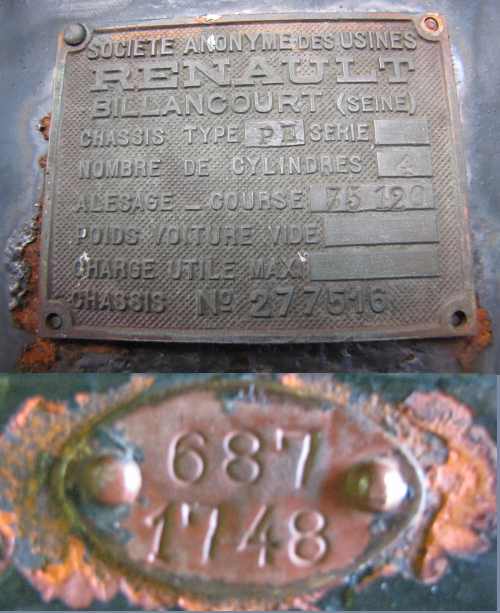 SOCIETE ANONYME DES USINES
RENAULT
BILLANCOURT (SEINE)
CHASSIS TYPE PI SERIE
NOMBRE DE CYLINDRES 4
ALESAGE _ COURSE 75 120
POIDS VOITURE VIDE
CHARGE UTILE MAX
CHASSIS Nº 277516
687
1748